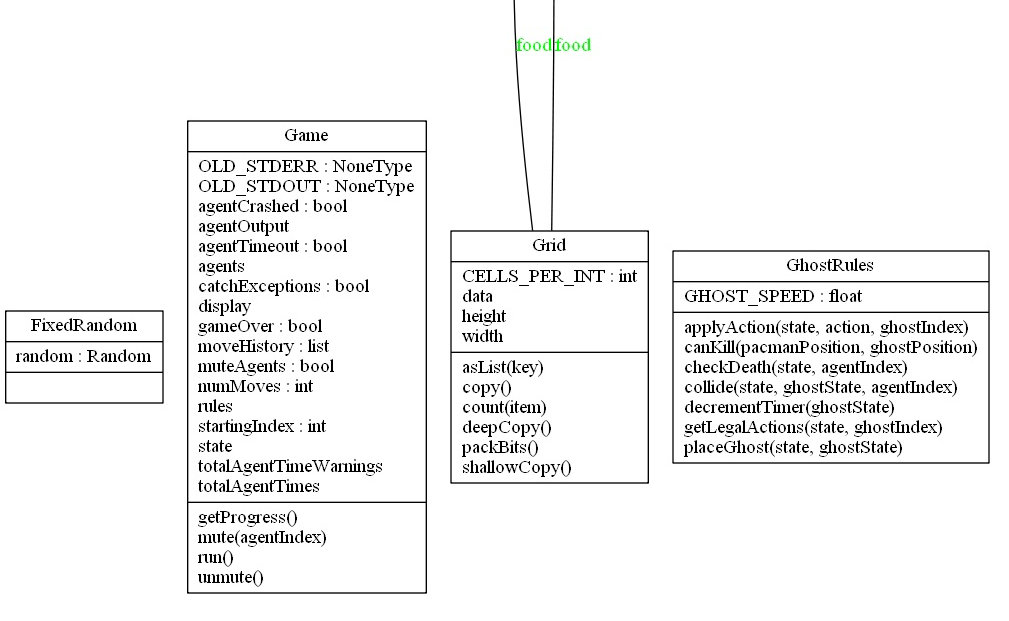 food food
FixedRandom
random : Random
Game
OLD_STDERR : NoneType
OLD_STDOUT : NoneType
agentCrashed : bool
agentOutput
agentTimeout : bool
agents
catchExceptions : bool
display
gameOver : bool
moveHistory : list
muteAgents : bool
numMoves : int
rules
startingIndex : int
state
totalAgentTimeWarnings
totalAgentTimes
getProgress()
mute(agentIndex)
run()
unmute()
Grid
CELLS_PER_INT : int
data
height
width
asList(key)
copy()
count(item)
deepCopy()
packBits()
shallowCopy()
GhostRules
GHOST_SPEED : float
applyAction(state, action, ghostIndex)
canKill(pacmanPosition, ghostPosition)
checkDeath(state, agentIndex)
collide(state, ghostState, agentIndex)
decrementTimer(ghostState)
getLegalActions(state, ghostIndex)
placeGhost(state, ghostState)